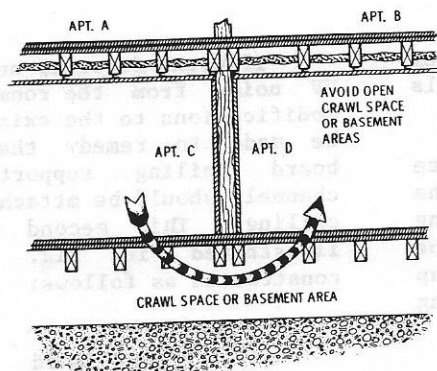 APT. A
APT. B
AVOID OPEN
CRAWL SPACE
OR BASEMENT
AREAS
APT. C
APT. D
CRAWL SPACE OR BASEMENT AREA